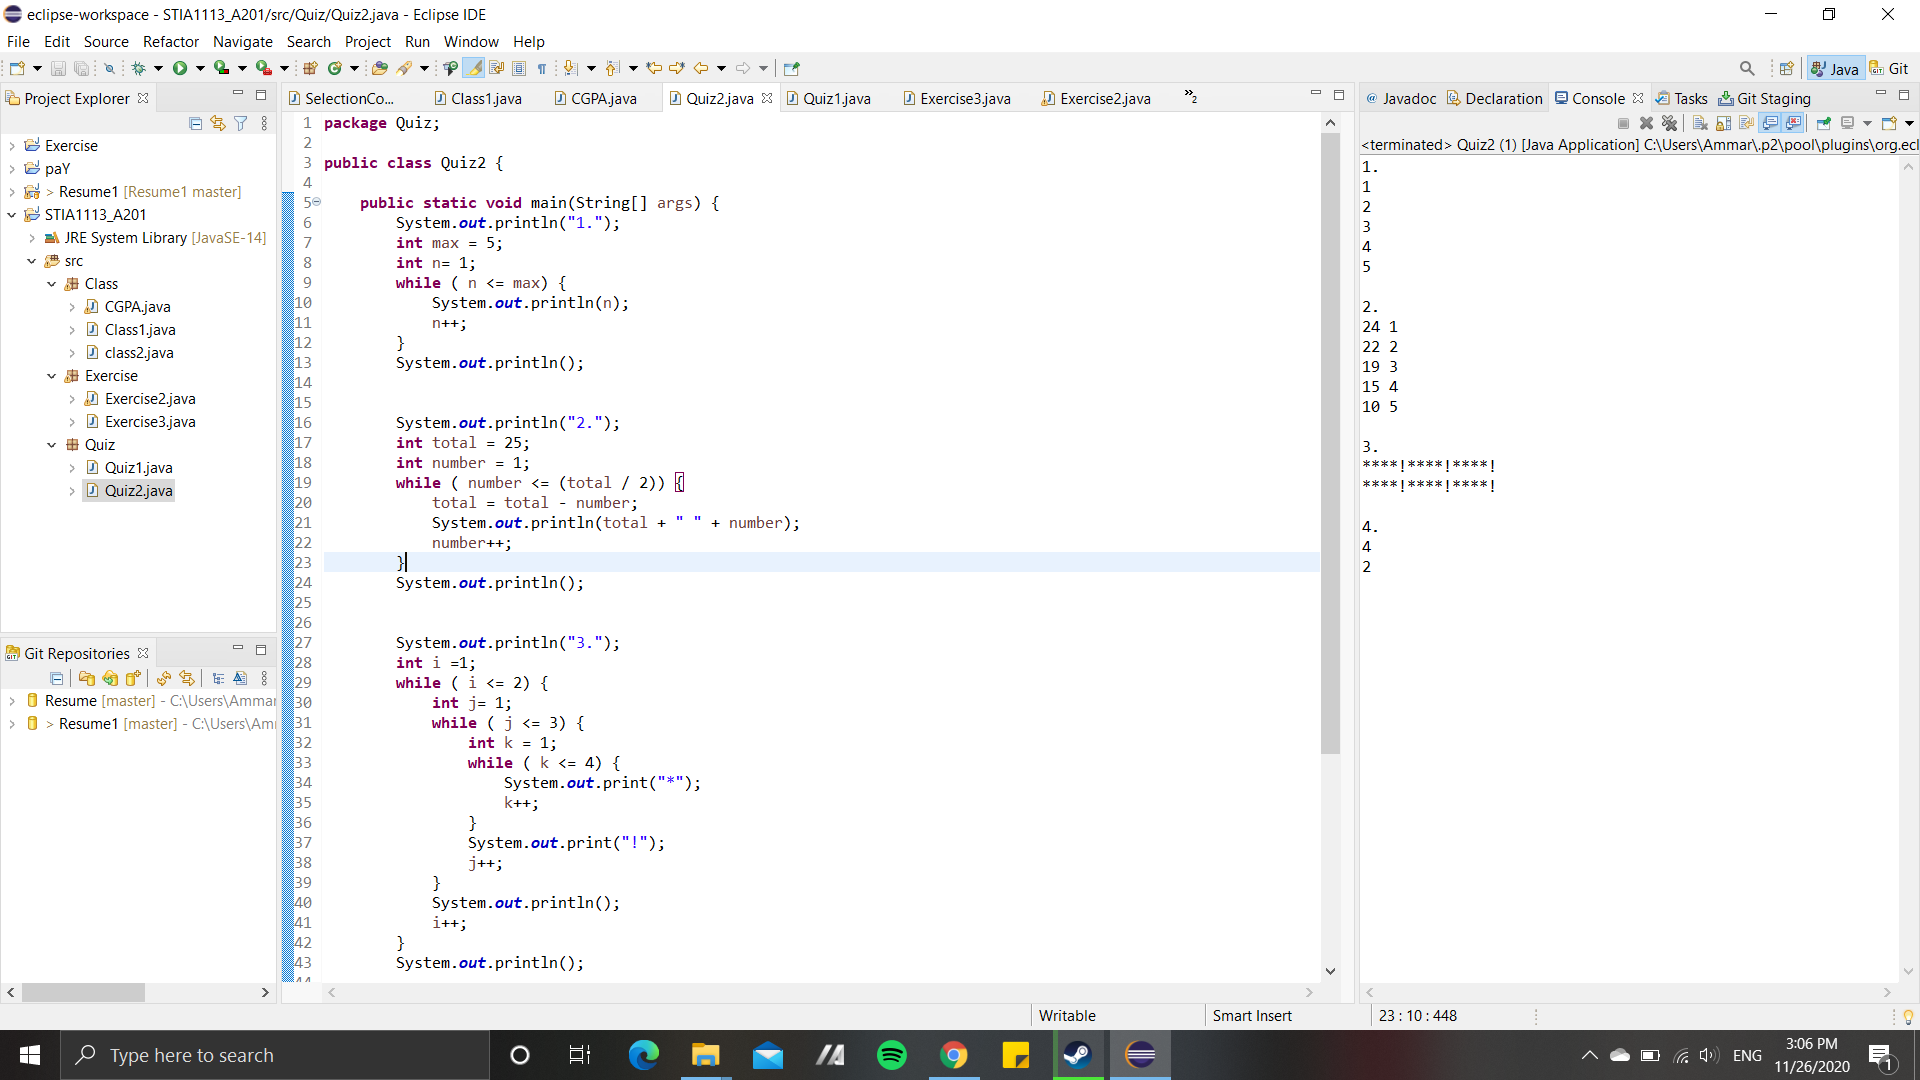 eclipse-workspace - STIA1113_A201/src/Quiz/Quiz2.java - Eclipse IDE
File Edit Source Refactor Navigate Search Project Run Window Help
Java Git
Project Explorer
Exercise
paY
> Resume1 [Resume1 master]
STIA1113_A201
JRE System Library [JavaSE-14]
src
Class
CGPA.java
Class1.java
class2.java
Exercise
Exercise2.java
Exercise3.java
Quiz
Quiz1.java
Quiz2.java
Git Repositories
Resume [master] - C:\Users\Ammar
> Resume1 [master] - C:\Users\Am
SelectionCo... Class1.java CGPA.java Quiz2.java Quiz1.java Exercise3.java Exercise2.java »2
1 package Quiz;
2
3 public class Quiz2 {
4
5 public static void main(String[] args) {
6 System.out.println("1.");
7 int max = 5;
8 int n= 1;
9 while ( n <= max) {
10 System.out.println(n);
11 n++;
12 }
13 System.out.println();
14
15
16 System.out.println("2.");
17 int total = 25;
18 int number = 1;
19 while ( number <= (total / 2)) {
20 total = total - number;
21 System.out.println(total + " " + number);
22 number++;
23 }
24 System.out.println();
25
26
27 System.out.println("3.");
28 int i =1;
29 while ( i <= 2) {
30 int j= 1;
31 while ( j <= 3) {
32 int k = 1;
33 while ( k <= 4) {
34 System.out.print("*");
35 k++;
36 }
37 System.out.print("!");
38 j++;
39 }
40 System.out.println();
41 i++;
42 }
43 System.out.println();
44
Javadoc Declaration Console Tasks Git Staging
<terminated> Quiz2 (1) [Java Application] C:\Users\Ammar\.p2\pool\plugins\org.ecl
1.
1
2
3
4
5
2.
24 1
22 2
19 3
15 4
10 5
3.
****!****!****!
****!****!****!
4.
4
2
Writable Smart Insert 23 : 10 : 448
Type here to search
ENG
3:06 PM
11/26/2020
1